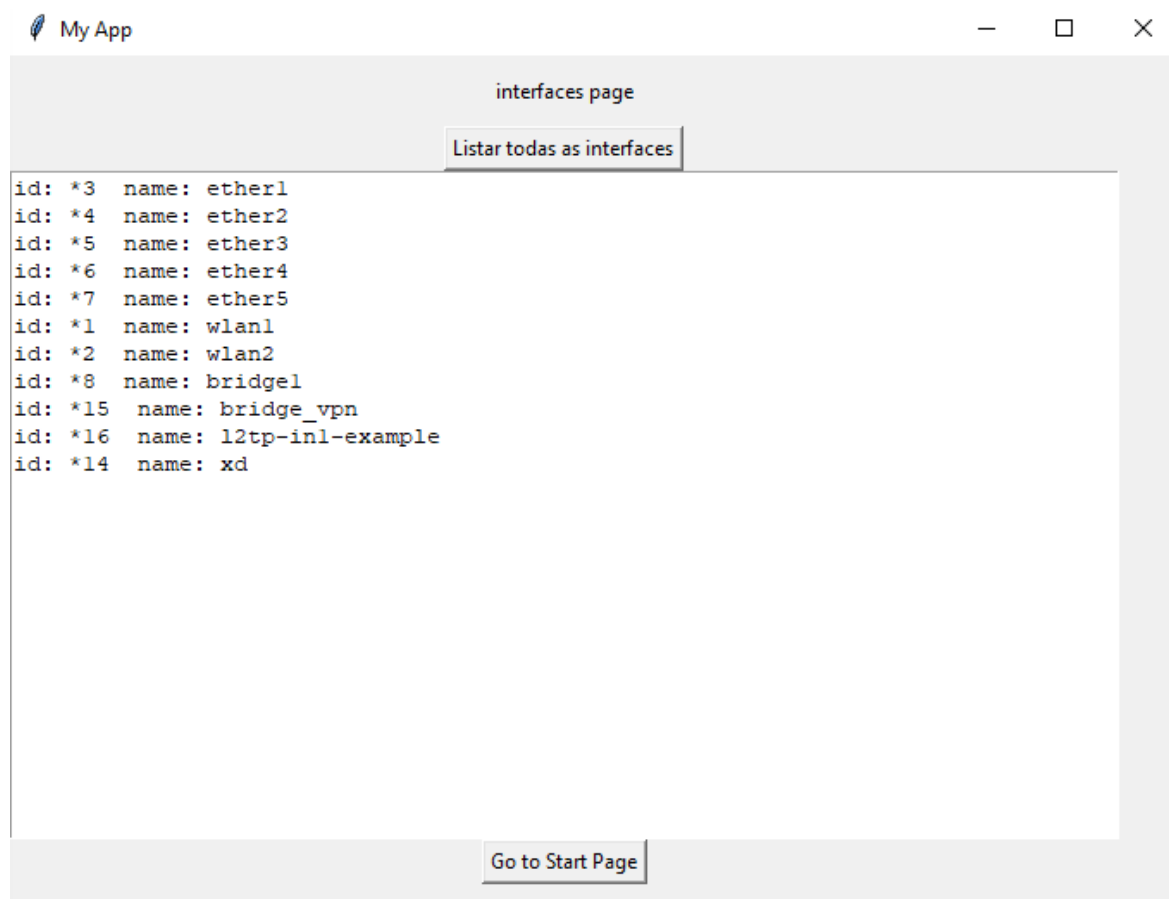 My App
interfaces page
Listar todas as interfaces
id: *3  name: ether1
id: *4  name: ether2
id: *5  name: ether3
id: *6  name: ether4
id: *7  name: ether5
id: *1  name: wlan1
id: *2  name: wlan2
id: *8  name: bridge1
id: *15  name: bridge_vpn
id: *16  name: l2tp-in1-example
id: *14  name: xd
Go to Start Page